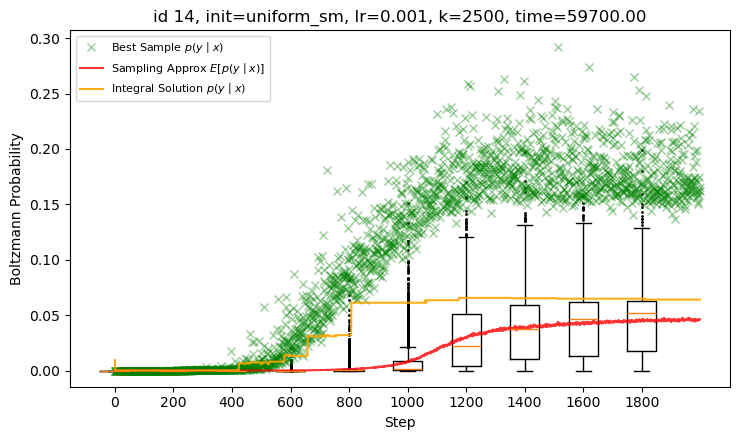 id 14, init=uniform_sm, lr=0.001, k=2500, time=59700.00
Best Sample p(y | x)
Sampling Approx E[p(y | x)]
Integral Solution p(y | x)
Boltzmann Probability
0.30
0.25
0.20
0.15
0.10
0.05
0.00
0 200 400 600 800 1000 1200 1400 1600 1800
Step